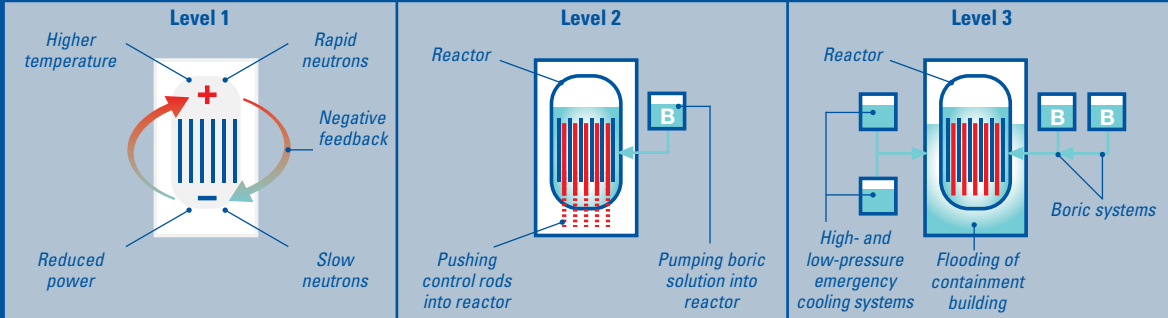 Level 1
Higher
temperature
Rapid
neutrons
+
Negative
feedback
–
Reduced
power
Slow
neutrons
Level 2
Reactor
B
Pushing
control rods
into reactor
Pumping boric
solution into
reactor
Level 3
Reactor
B B
Boric systems
High- and
low-pressure
emergency
cooling systems
Flooding of
containment
building